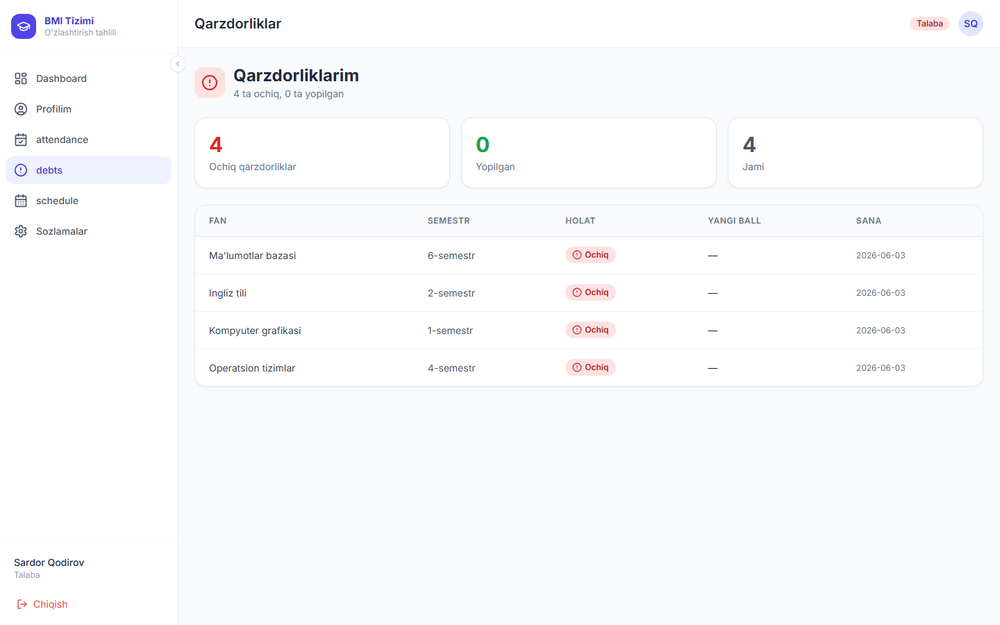 BMI Tizimi
O'zlashtirish tahlili
Dashboard
Profilim
attendance
debts
schedule
Sozlamalar
Sardor Qodirov
Talaba
Chiqish
Qarzdorliklar
Talaba
SQ
Qarzdorliklarim
4 ta ochiq, 0 ta yopilgan
4
Ochiq qarzdorliklar
0
Yopilgan
4
Jami
FAN SEMESTR HOLAT YANGI BALL SANA
Ma'lumotlar bazasi 6-semestr Ochiq — 2026-06-03
Ingliz tili 2-semestr Ochiq — 2026-06-03
Kompyuter grafikasi 1-semestr Ochiq — 2026-06-03
Operatsion tizimlar 4-semestr Ochiq — 2026-06-03